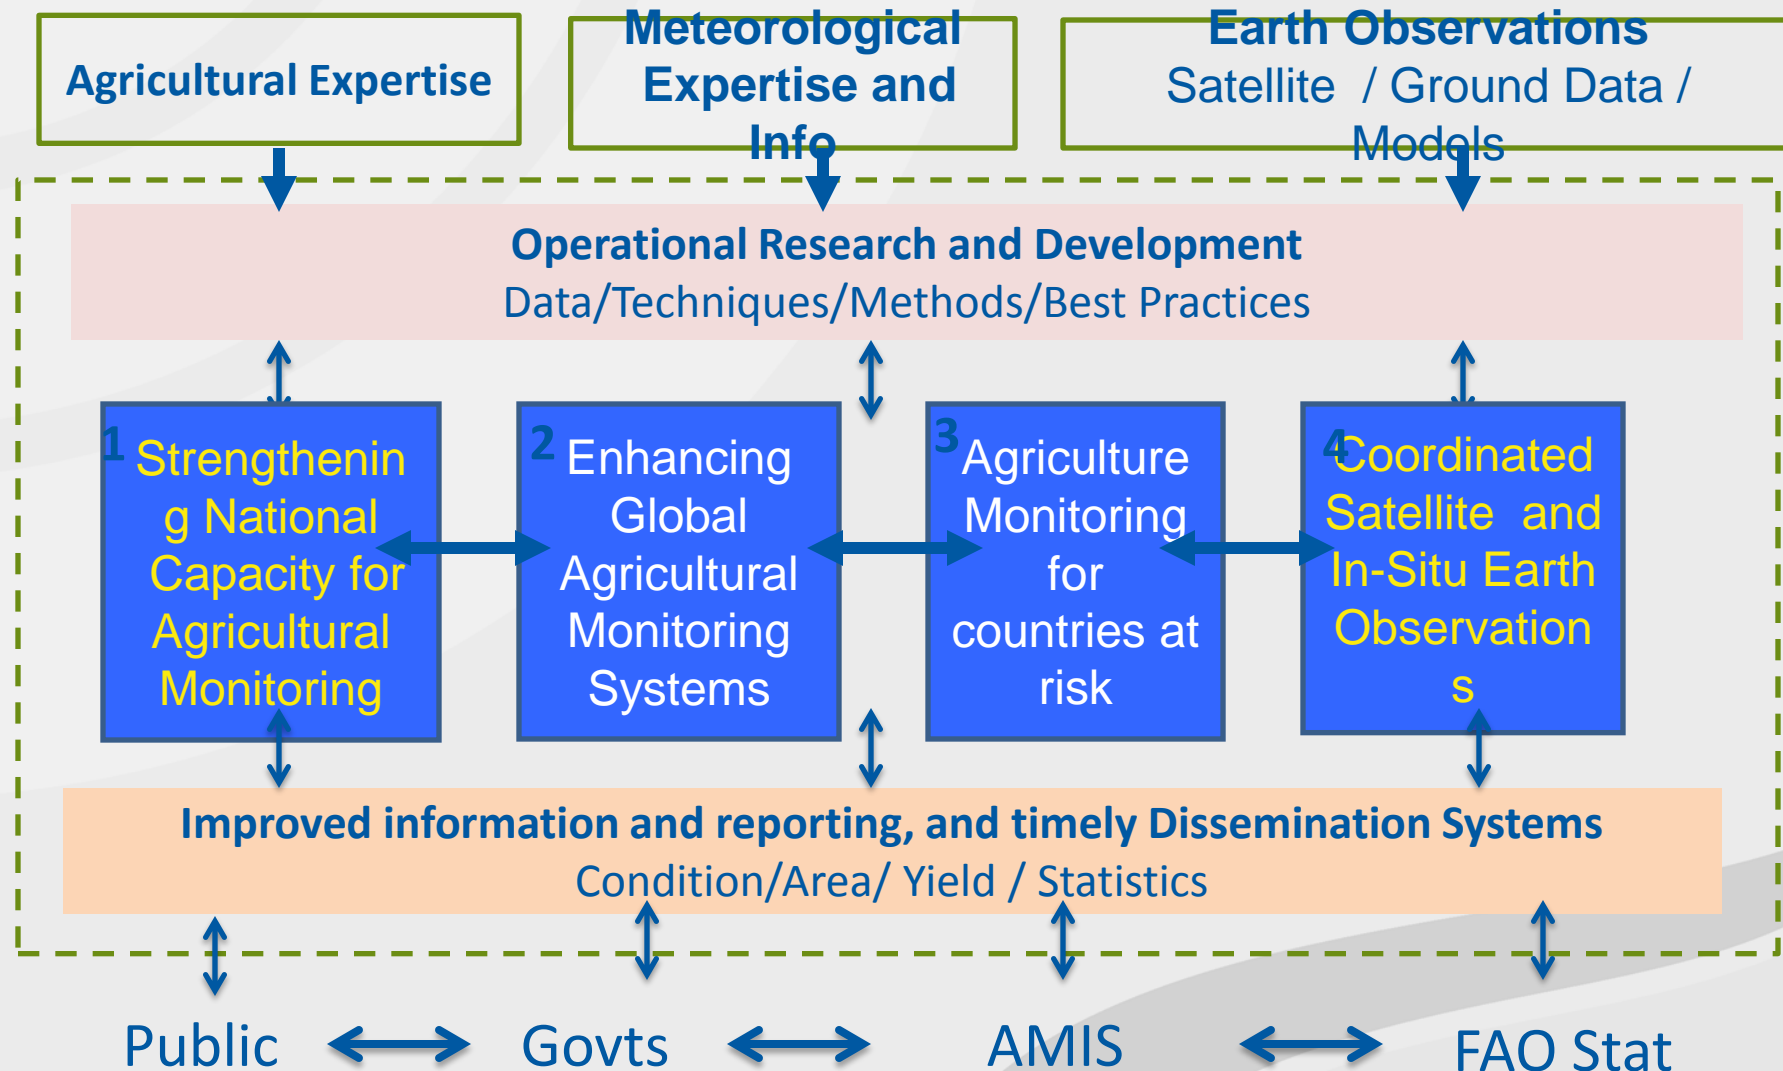 Agricultural Expertise
Meteorological
Expertise and
Info
Earth Observations
Satellite / Ground Data /
Models
Operational Research and Development
Data/Techniques/Methods/Best Practices
1
Strengthenin
g National
Capacity for
Agricultural
Monitoring
2
Enhancing
Global
Agricultural
Monitoring
Systems
3
Agriculture
Monitoring
for
countries at
risk
4
Coordinated
Satellite and
In-Situ Earth
Observation
s
Improved information and reporting, and timely Dissemination Systems
Condition/Area/ Yield / Statistics
Public
Govts
AMIS
FAO Stat